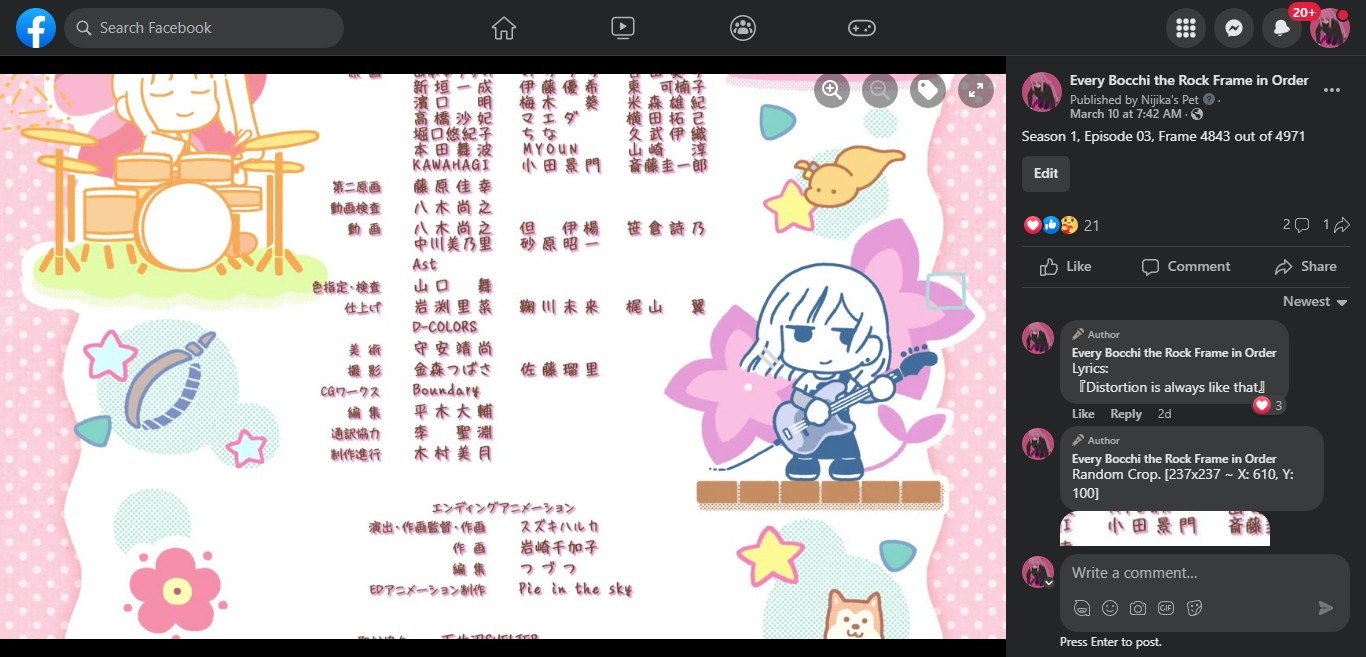 Search Facebook
20+
新垣一成 伊藤優希 東 可楠子
濱口 明 梅木 葵 米森雄紀
高橋沙妃 マエダ 横田拓己
堀口悠紀子 ちな 久武伊織
本田舞波 MYOUN 山崎 淳
KAWAHAGI 小田景門 斎藤圭一郎
第二原画 藤原佳幸
動画検査 八木尚之
動画 八木尚之 但 伊楊 笹食詩乃
中川美乃里 砂原昭一
Ast
色指定・検査 山口 舞
仕上げ 岩渕里菜 鞠川未来 梶山 翼
D-COLORS
美術 守安靖尚
撮影 金森つばさ 佐藤瑠里
CGワークス Boundary
編集 平木大輔
通訳協力 李 聖淵
制作進行 木村美月
エンディングアニメーション
演出・作画監督・作画 スズキハルカ
作画 岩崎千加子
編集 つづつ
EDアニメーション制作 Pie in the sky
Every Bocchi the Rock Frame in Order
Published by Nijika's Pet
March 10 at 7:42 AM ·
Season 1, Episode 03, Frame 4843 out of 4971
Edit
21
2
1
Like
Comment
Share
Newest
Author
Every Bocchi the Rock Frame in Order
Lyrics:
『Distortion is always like that』
3
Like Reply 2d
Author
Every Bocchi the Rock Frame in Order
Random Crop. [237x237 ~ X: 610, Y:
100]
小田景門 斎藤
Write a comment...
GIF
Press Enter to post.